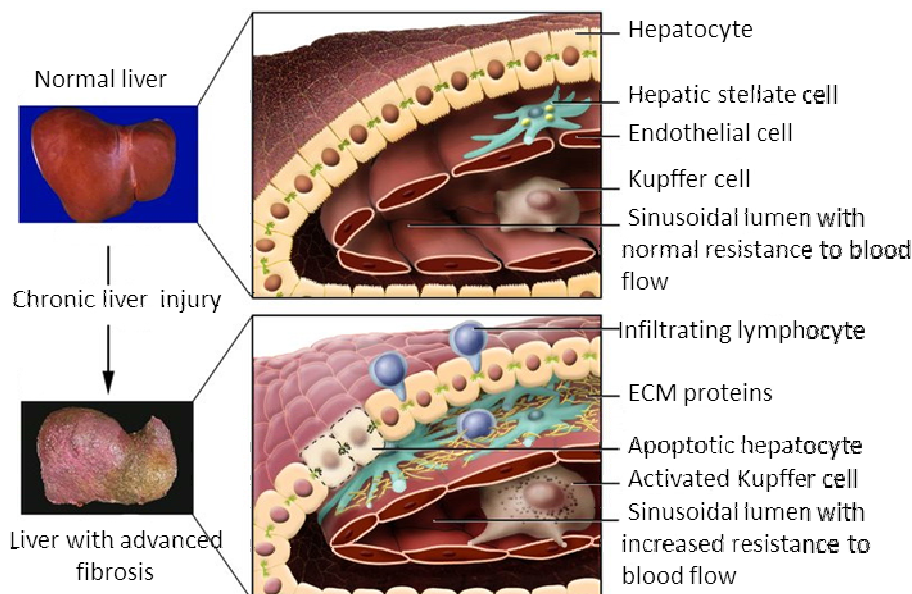 Normal liver
Chronic liver injury
Liver with advanced
fibrosis
Hepatocyte
Hepatic stellate cell
Endothelial cell
Kupffer cell
Sinusoidal lumen with
normal resistance to blood
flow
Infiltrating lymphocyte
ECM proteins
Apoptotic hepatocyte
Activated Kupffer cell
Sinusoidal lumen with
increased resistance to
blood flow